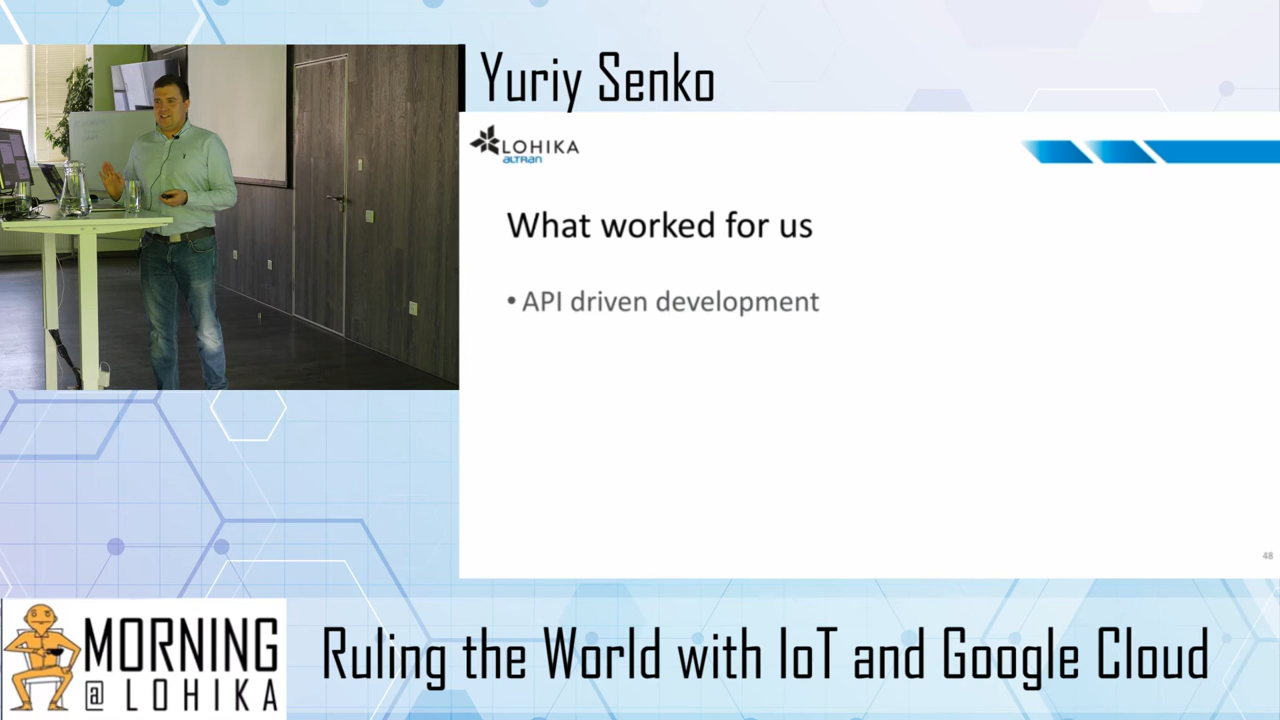 Yuriy Senko
LOHIKA
altran
What worked for us
• API driven development
48
MORNING
@ LOHIKA
Ruling the World with IoT and Google Cloud